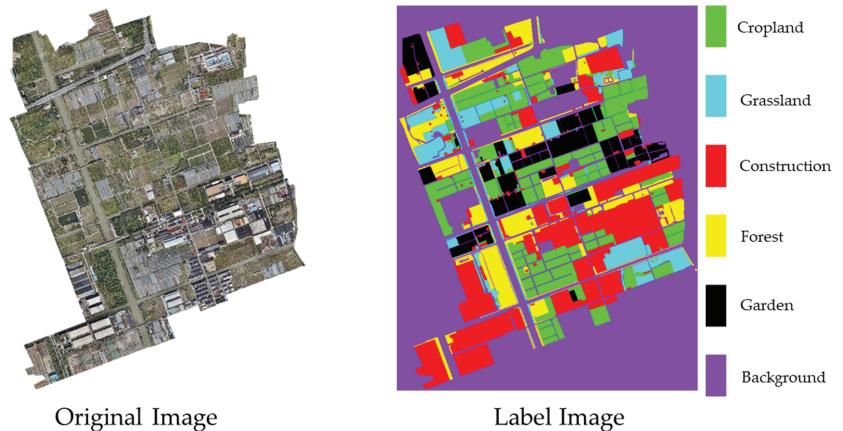 Cropland
Grassland
Construction
Forest
Garden
Background
Original Image
Label Image